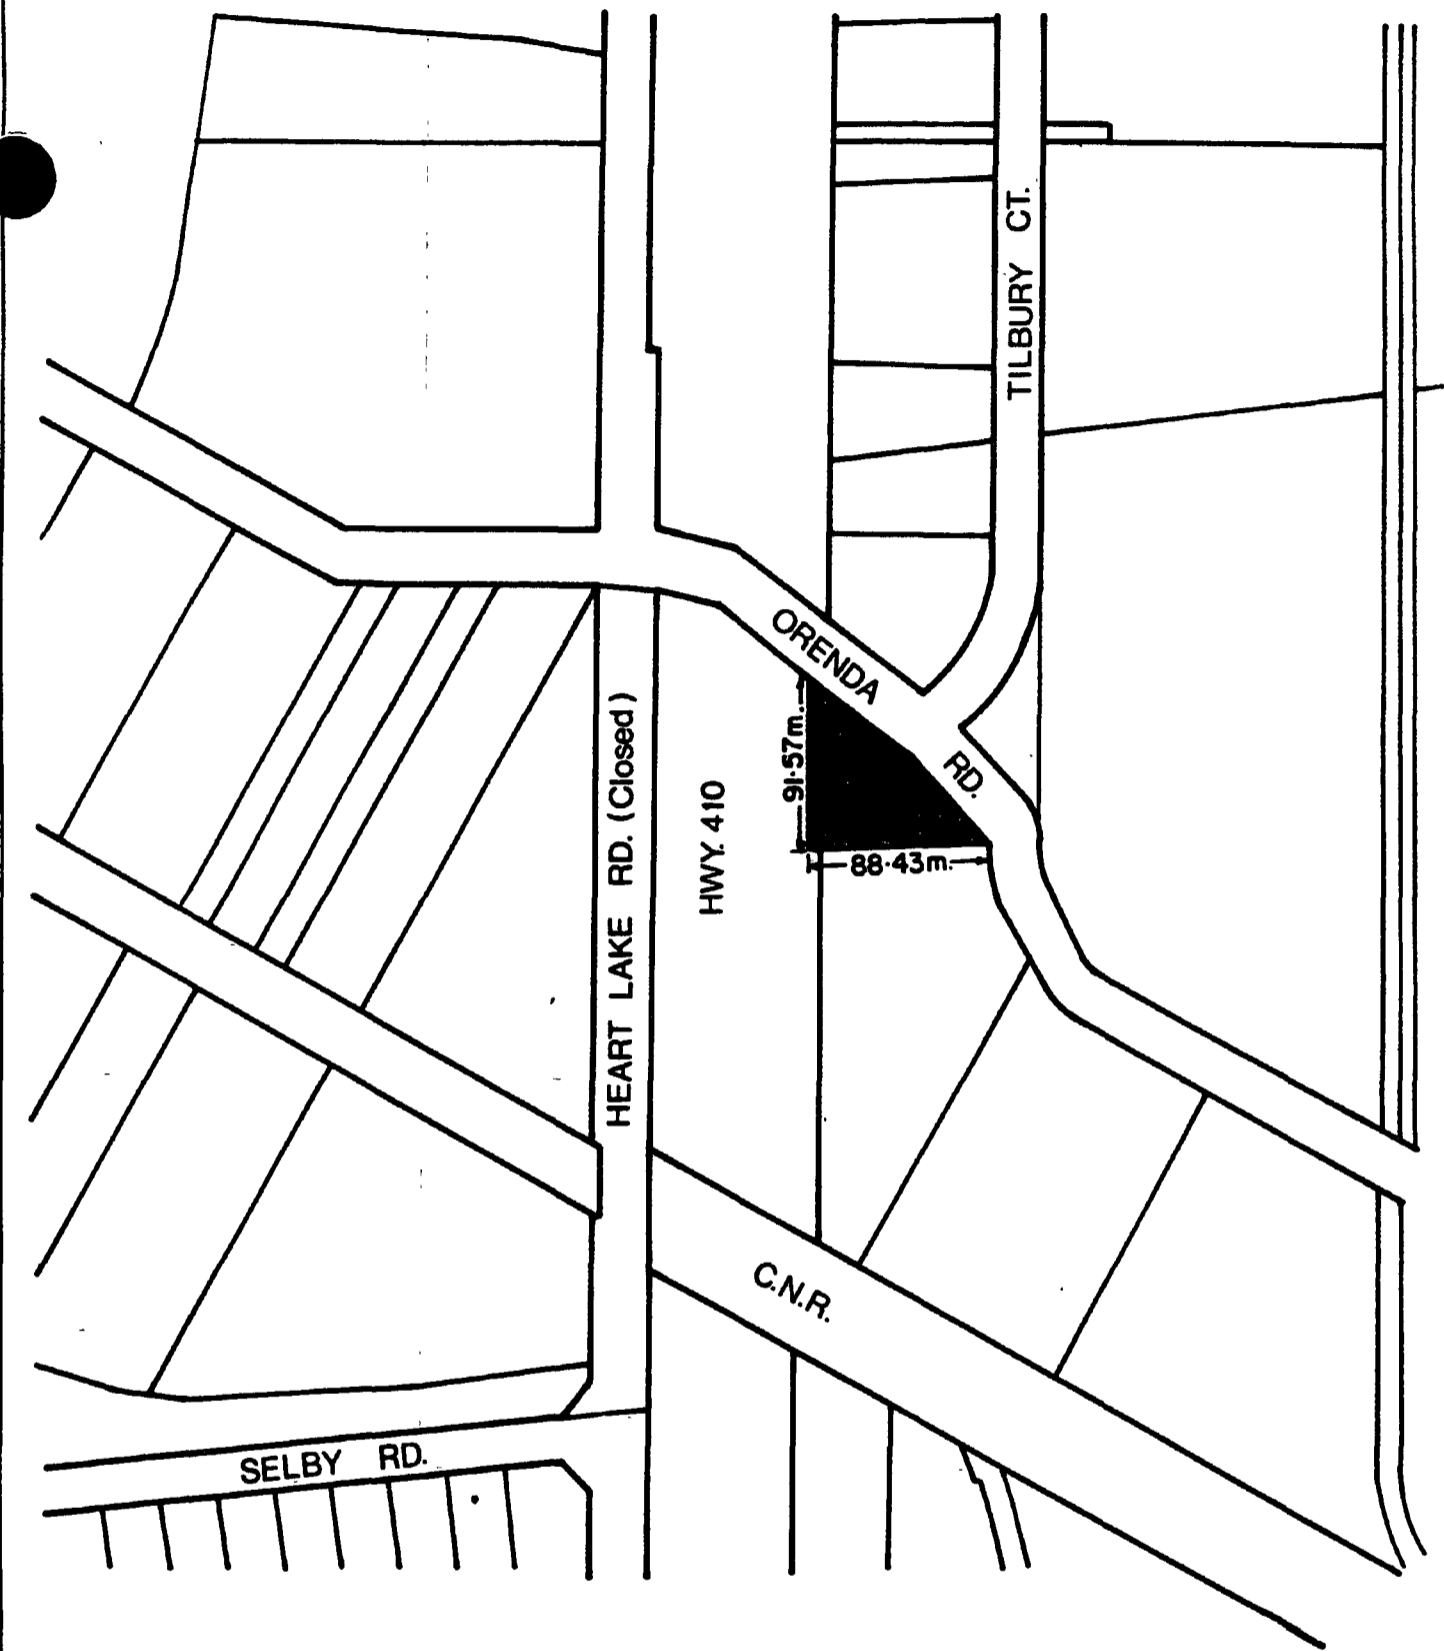 TILBURY CT.
ORENDA RD.
91·57m.
88·43m.
HEART LAKE RD. (Closed)
HWY. 410
C.N.R.
SELBY RD.